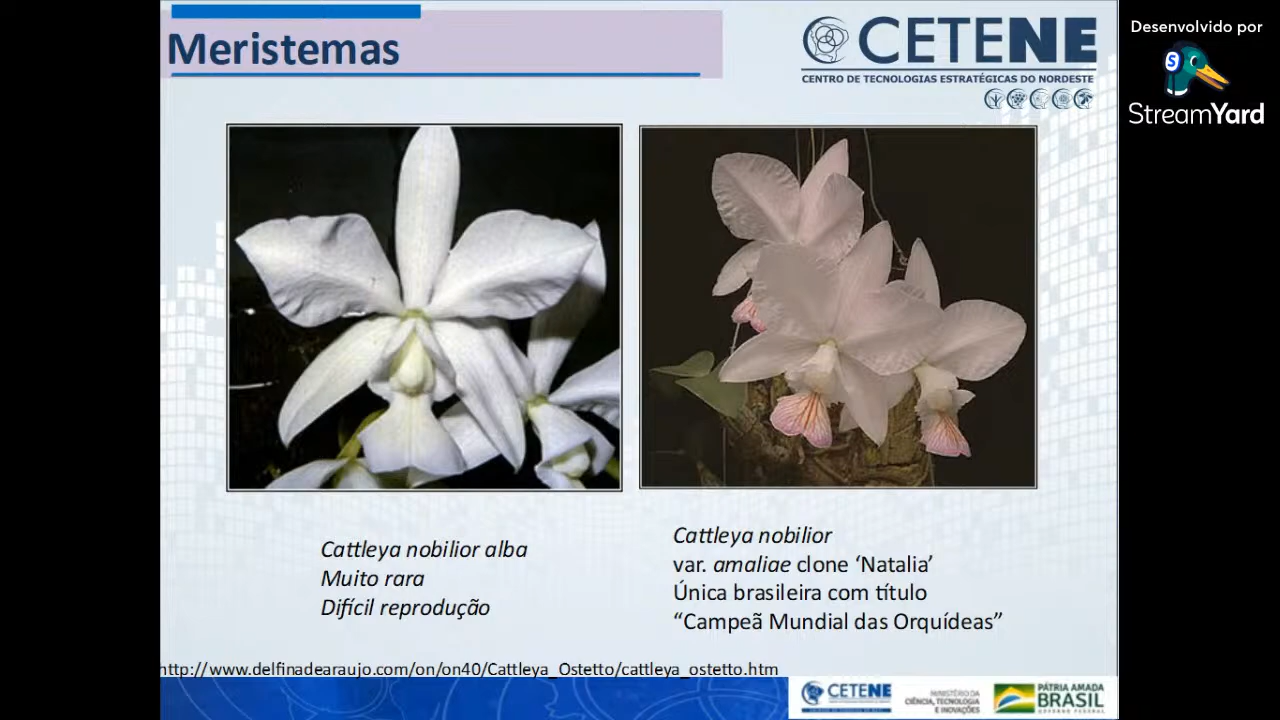 Meristemas
CETENE
CENTRO DE TECNOLOGIAS ESTRATÉGICAS DO NORDESTE
Desenvolvido por
StreamYard
Cattleya nobilior alba
Muito rara
Difícil reprodução
Cattleya nobilior
var. amaliae clone ‘Natalia’
Única brasileira com título
“Campeã Mundial das Orquídeas”
http://www.delfinadearaujo.com/on/on40/Cattleya_Ostetto/cattleya_ostetto.htm
CETENE
MINISTÉRIO DA
CIÊNCIA, TECNOLOGIA
E INOVAÇÕES
PÁTRIA AMADA
BRASIL
GOVERNO FEDERAL